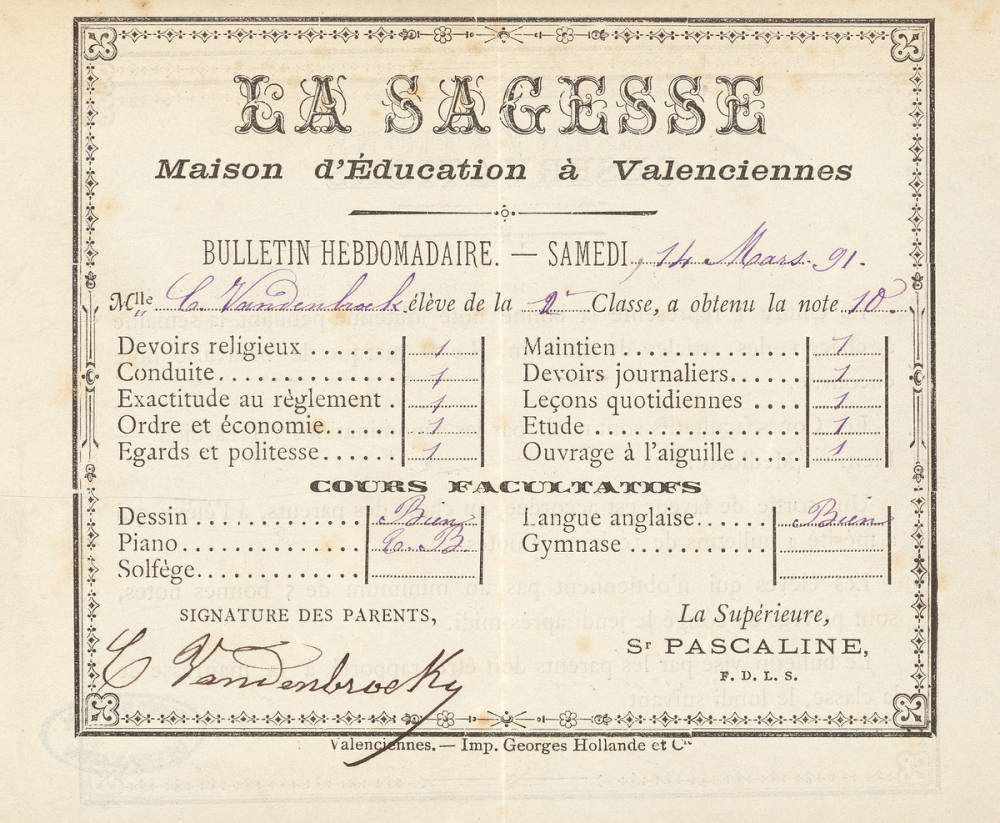 LA SAGESSE
Maison d'Éducation à Valenciennes
BULLETIN HEBDOMADAIRE. — SAMEDI, 14 Mars 91.
Mlle C. Vandenbrock élève de la 2e Classe, a obtenu la note 10
Devoirs religieux .... 1
Conduite.............. 1
Exactitude au règlement . 1
Ordre et économie..... 1
Egards et politesse..... 1
Maintien ............. 1
Devoirs journaliers..... 1
Leçons quotidiennes .... 1
Etude ................ 1
Ouvrage à l'aiguille ..... 1
COURS FACULTATIFS
Dessin ............... Bien
Piano................. T. B
Solfège...............
Langue anglaise...... Bien
Gymnase.............
SIGNATURE DES PARENTS,
La Supérieure,
Sr PASCALINE,
F. D. L. S.
C Vandenbrocky
Valenciennes. — Imp. Georges Hollande et Cie